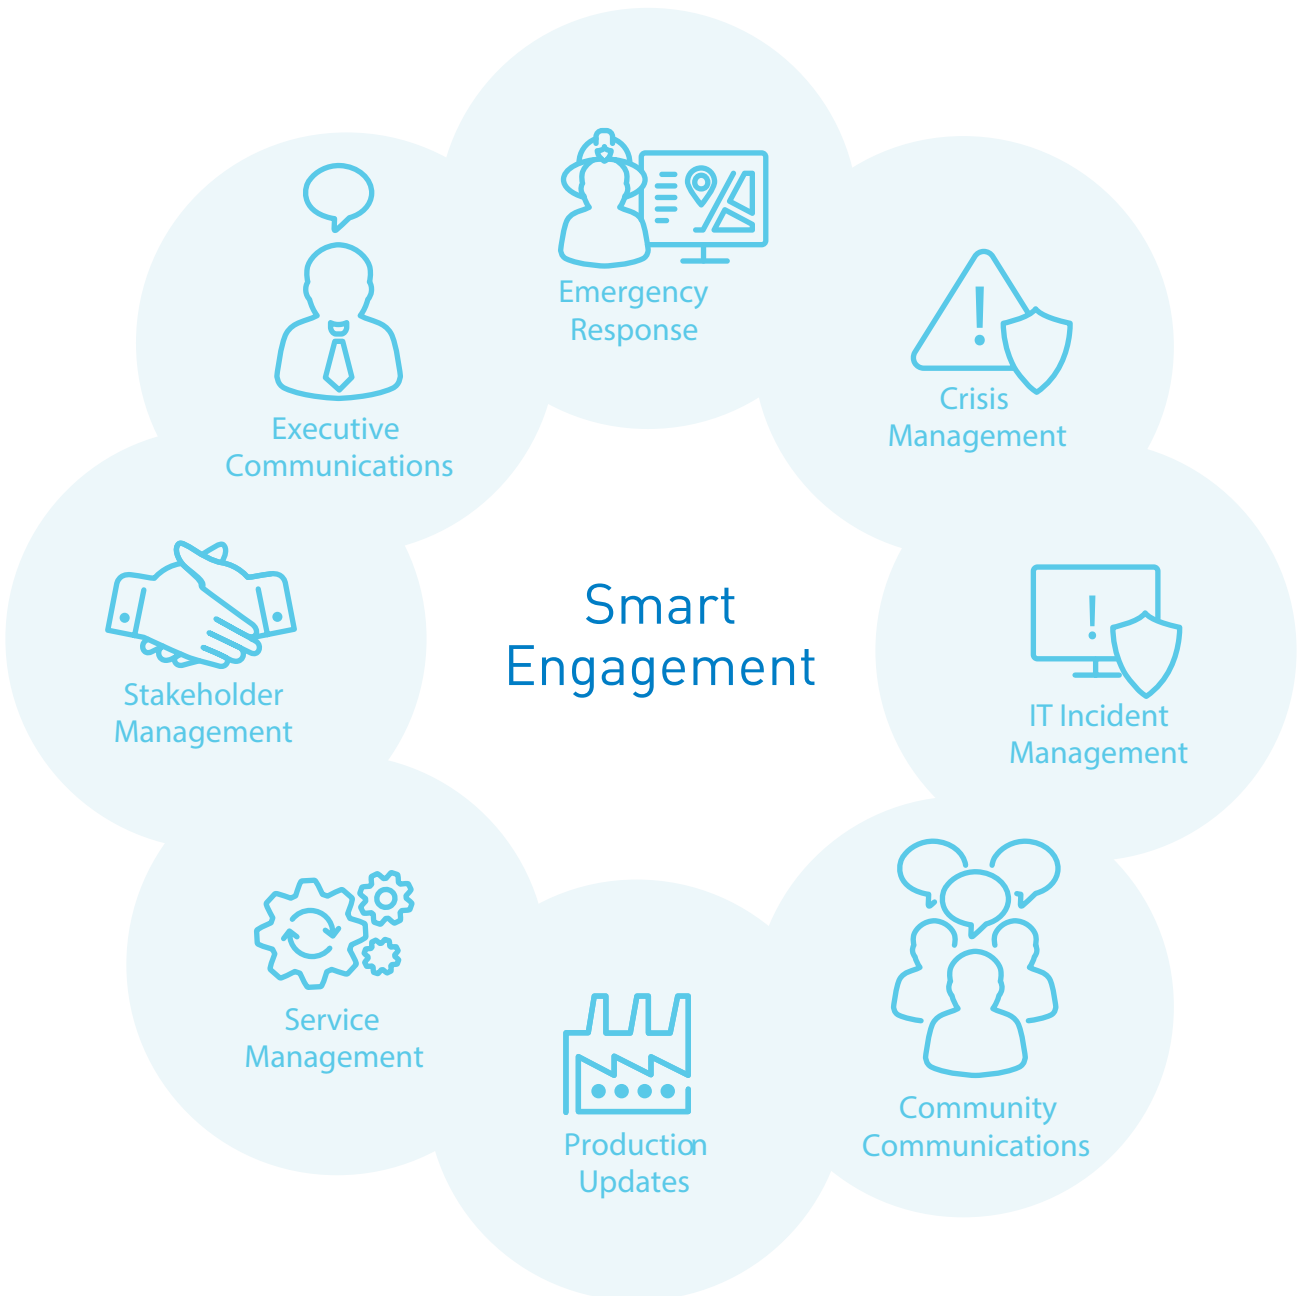 Emergency
Response
Executive
Communications
Crisis
Management
Smart
Engagement
Stakeholder
Management
IT Incident
Management
Service
Management
Community
Communications
Production
Updates